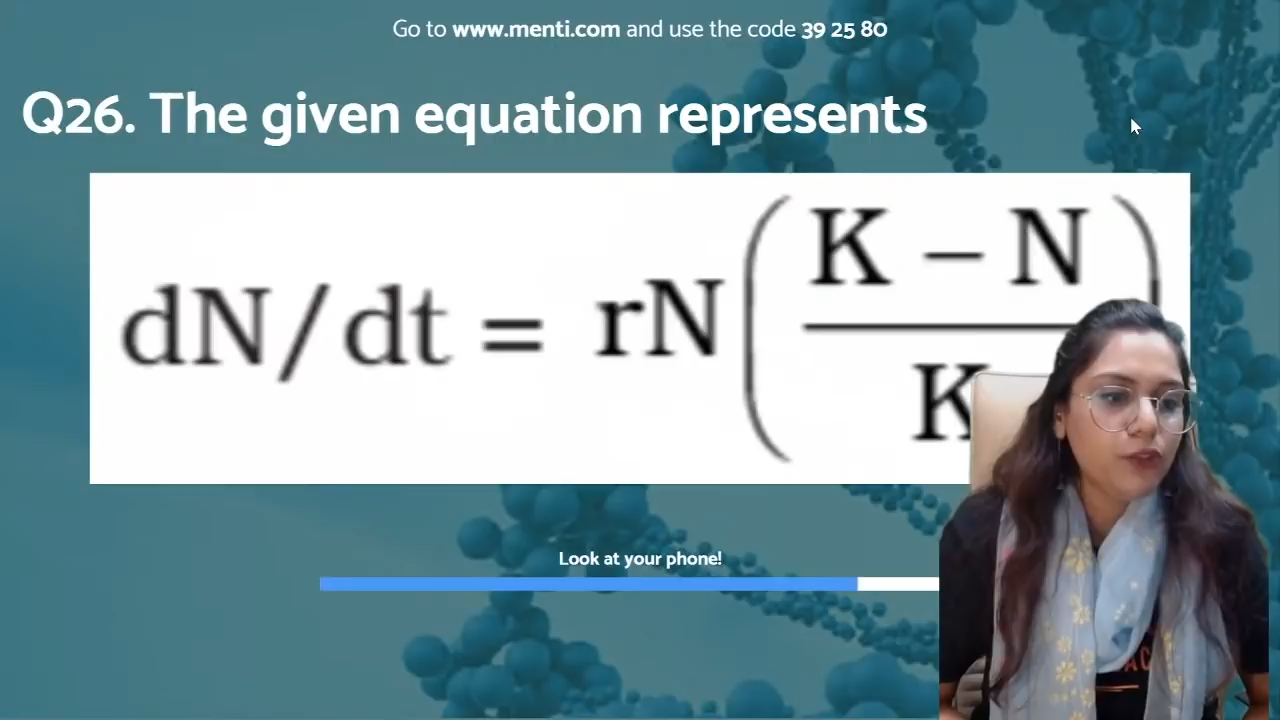 Go to www.menti.com and use the code 39 25 80
Q26. The given equation represents
dN/dt = rN(K – N
K
Look at your phone!